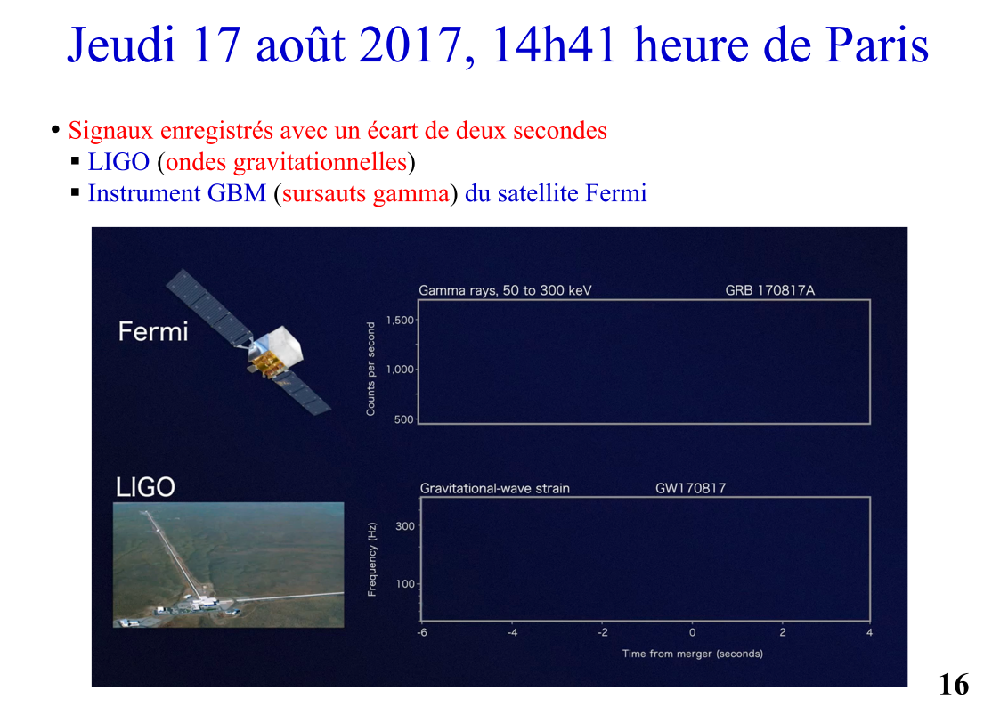 Jeudi 17 août 2017, 14h41 heure de Paris
• Signaux enregistrés avec un écart de deux secondes
▪ LIGO (ondes gravitationnelles)
▪ Instrument GBM (sursauts gamma) du satellite Fermi
Fermi
Gamma rays, 50 to 300 keV GRB 170817A
Counts per second
1,500
1,000
500
LIGO
Gravitational-wave strain GW170817
Frequency (Hz)
300
100
-6 -4 -2 0 2 4
Time from merger (seconds)
16